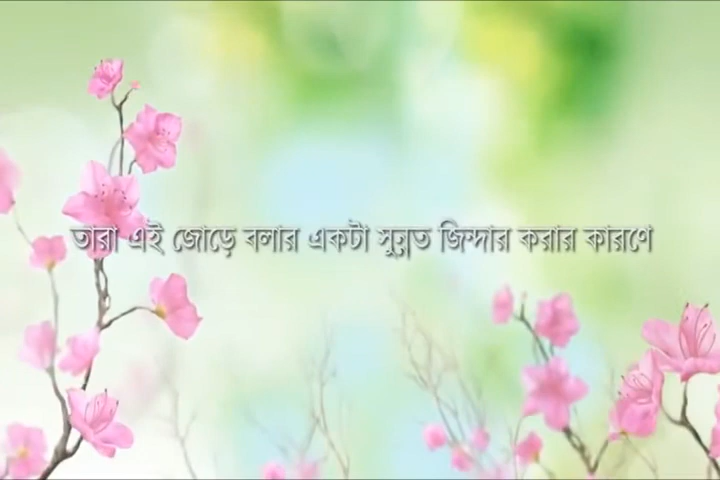 তারা এই জোড়ে বলার একটা সুন্নত জিন্দার করার কারণে